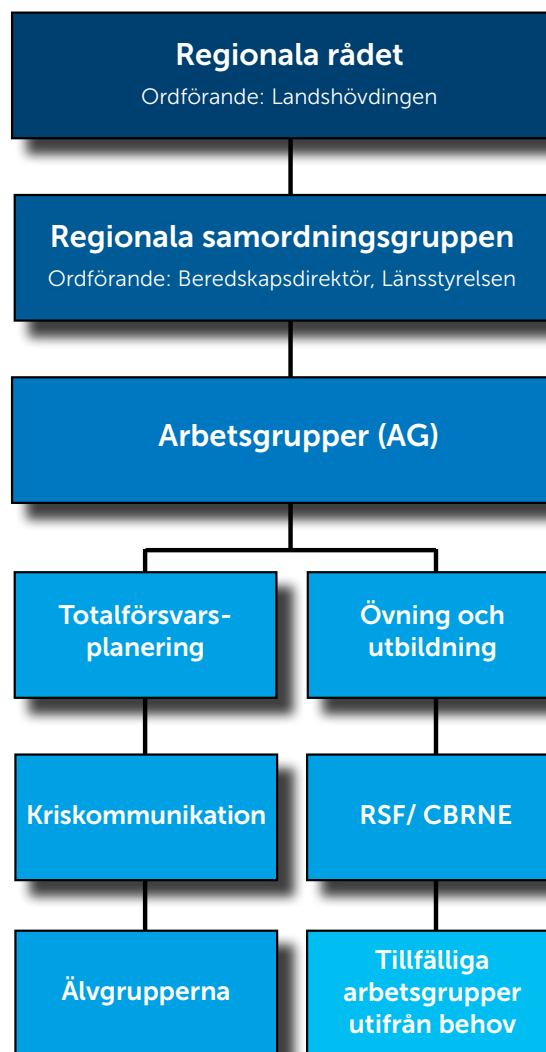 Regionala rådet
Ordförande: Landshövdingen
Regionala samordningsgruppen
Ordförande: Beredskapsdirektör, Länsstyrelsen
Arbetsgrupper (AG)
Totalförsvars-
planering
Övning och
utbildning
Kriskommunikation
RSF/ CBRNE
Älvgrupperna
Tillfälliga
arbetsgrupper
utifrån behov